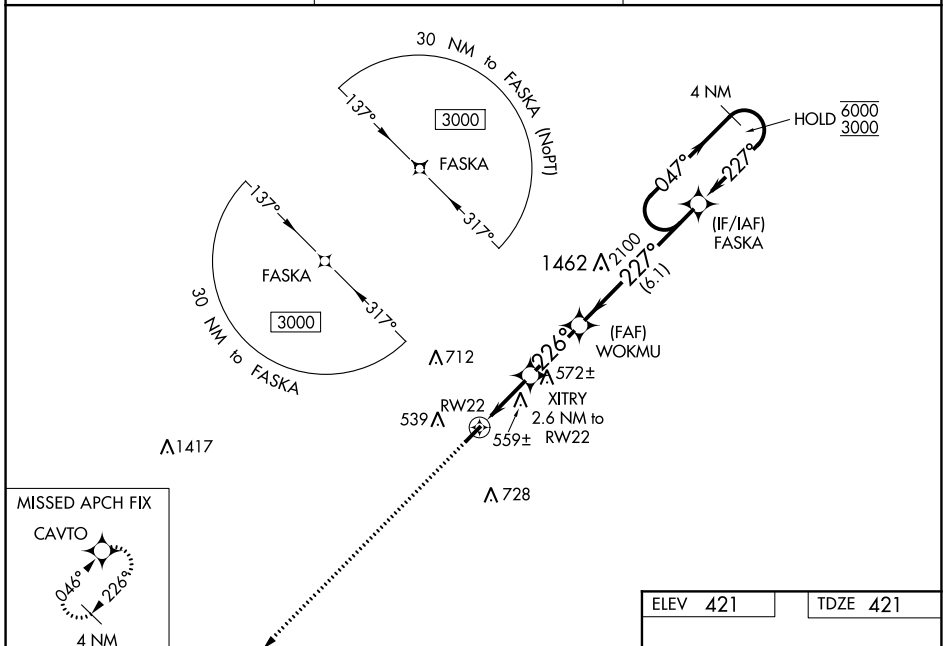 30 NM to FASKA (NoPT)
137°
3000
FASKA
317°
4 NM
HOLD 6000
3000
047°
227°
(IF/IAF)
FASKA
137°
FASKA
317°
3000
30 NM to FASKA
1462
2100
227°
(6.1)
(FAF)
WOKMU
226°
712
572±
XITRY
2.6 NM to
RW22
RW22
539
559±
1417
728
MISSED APCH FIX
CAVTO
046°
226°
4 NM
ELEV 421
TDZE 421